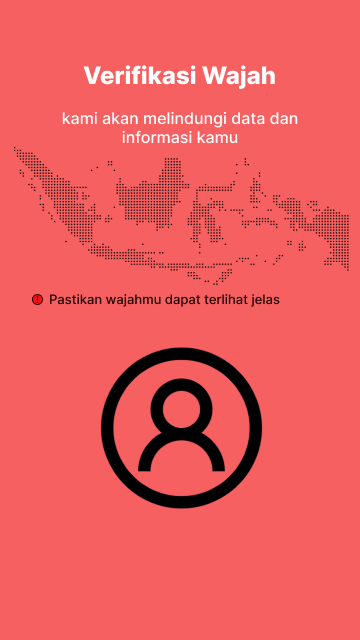 Verifikasi Wajah
kami akan melindungi data dan
informasi kamu
Pastikan wajahmu dapat terlihat jelas